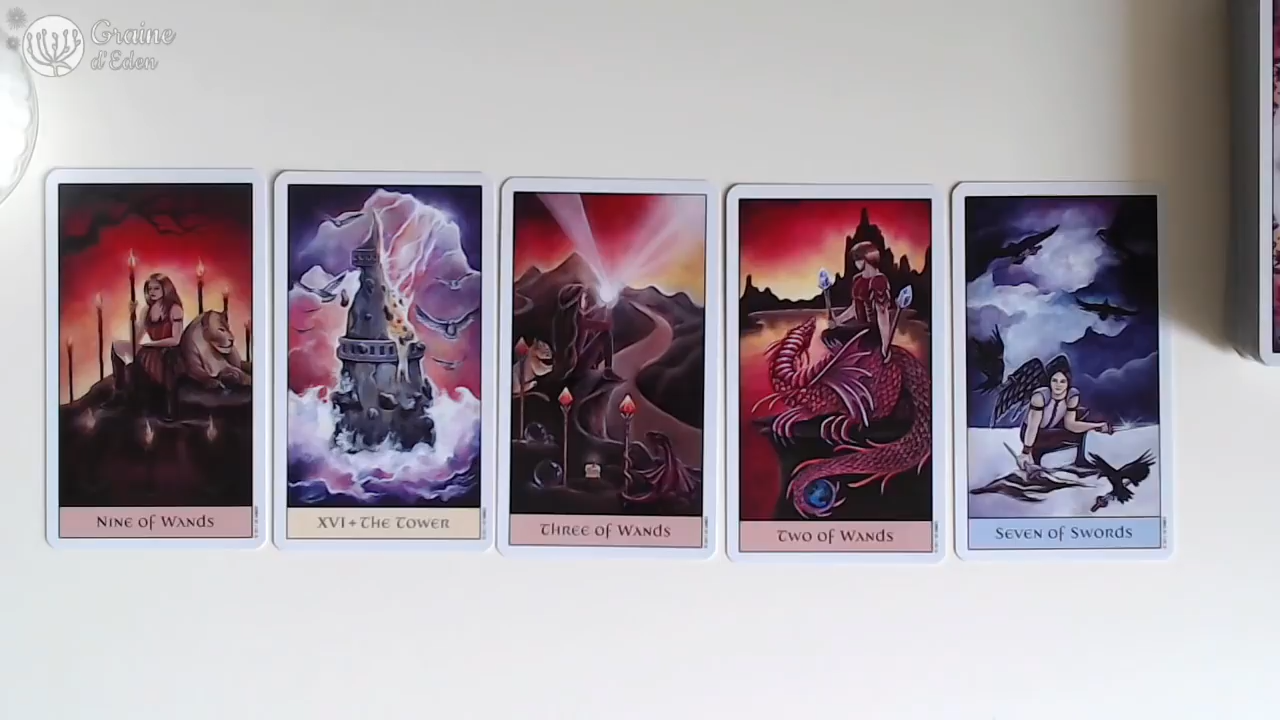 Graine
d'Eden
Nine of Wands
XVI + The Tower
Three of Wands
Two of Wands
Seven of Swords